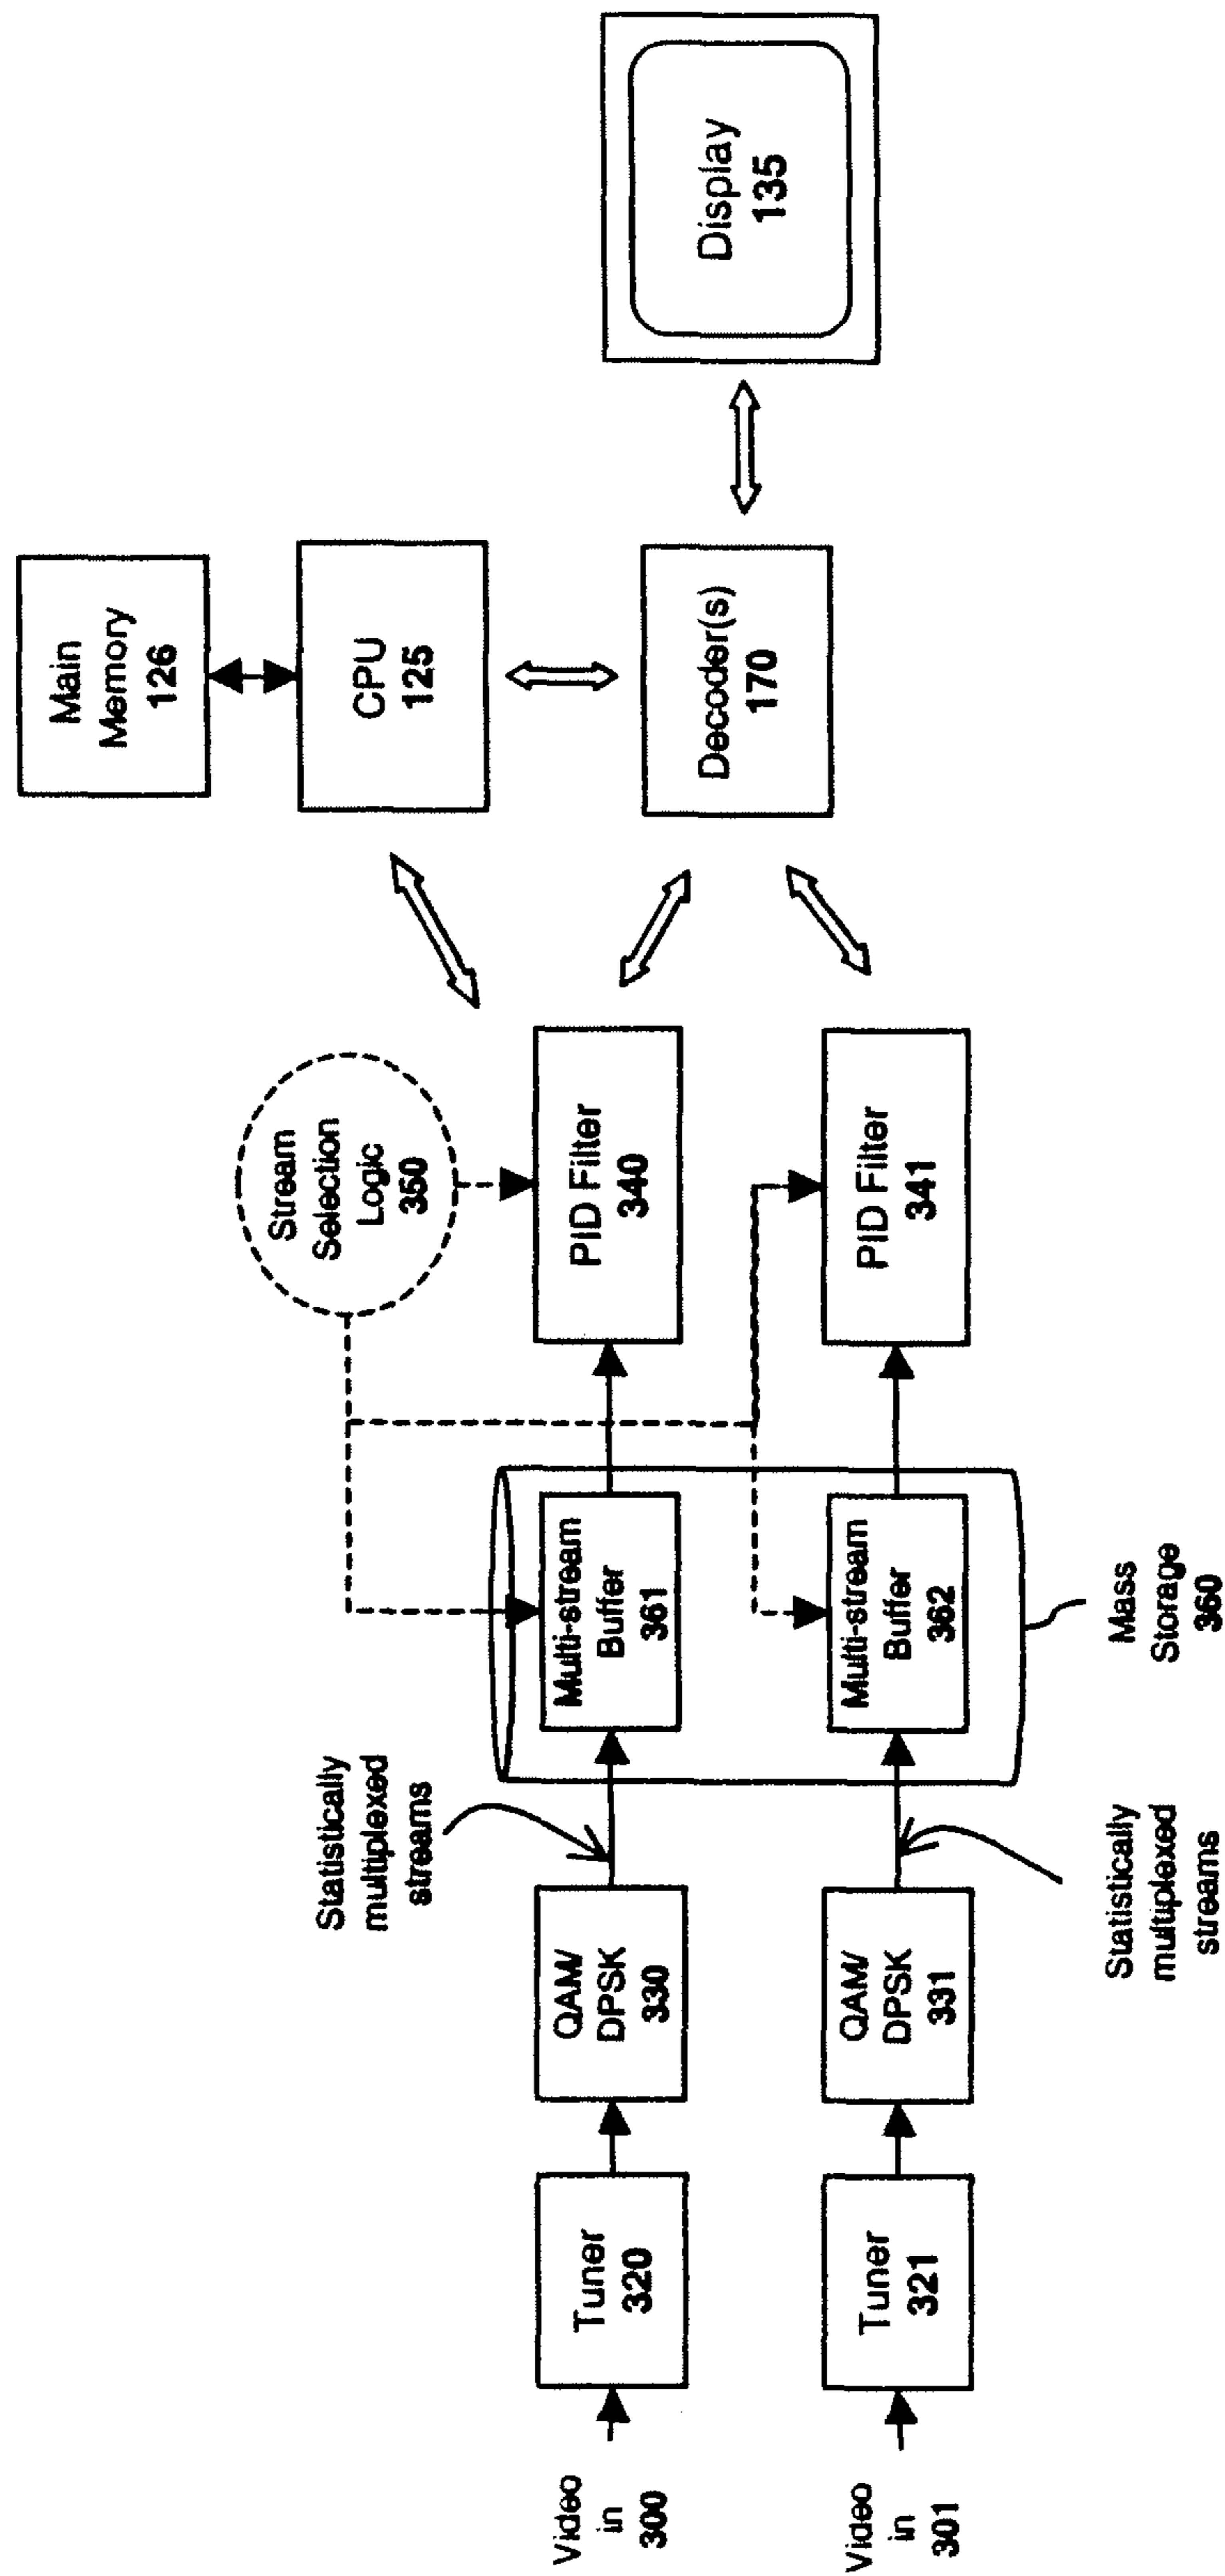 Video
in
300
Tuner
320
QAM/
DPSK
330
Statistically
multiplexed
streams
Multi-stream
Buffer
361
Stream
Selection
Logic
350
PID Filter
340
Main
Memory
126
CPU
125
Decoder(s)
170
Display
135
Video
in
301
Tuner
321
QAM/
DPSK
331
Statistically
multiplexed
streams
Multi-stream
Buffer
362
Mass
Storage
360
PID Filter
341